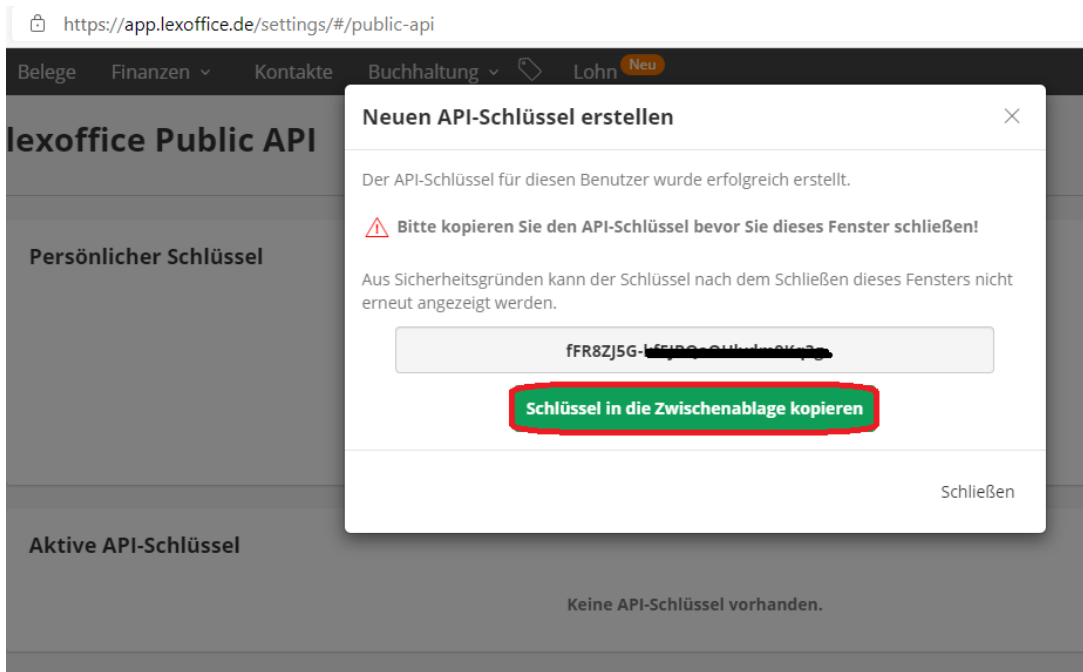 https://app.lexoffice.de/settings/#/public-api
Belege Finanzen Kontakte Buchhaltung Lohn Neu
lexoffice Public API
Neuen API-Schlüssel erstellen
Der API-Schlüssel für diesen Benutzer wurde erfolgreich erstellt.
Bitte kopieren Sie den API-Schlüssel bevor Sie dieses Fenster schließen!
Aus Sicherheitsgründen kann der Schlüssel nach dem Schließen dieses Fensters nicht
erneut angezeigt werden.
fFR8ZJ5G-
Schlüssel in die Zwischenablage kopieren
Schließen
Persönlicher Schlüssel
Aktive API-Schlüssel
Keine API-Schlüssel vorhanden.